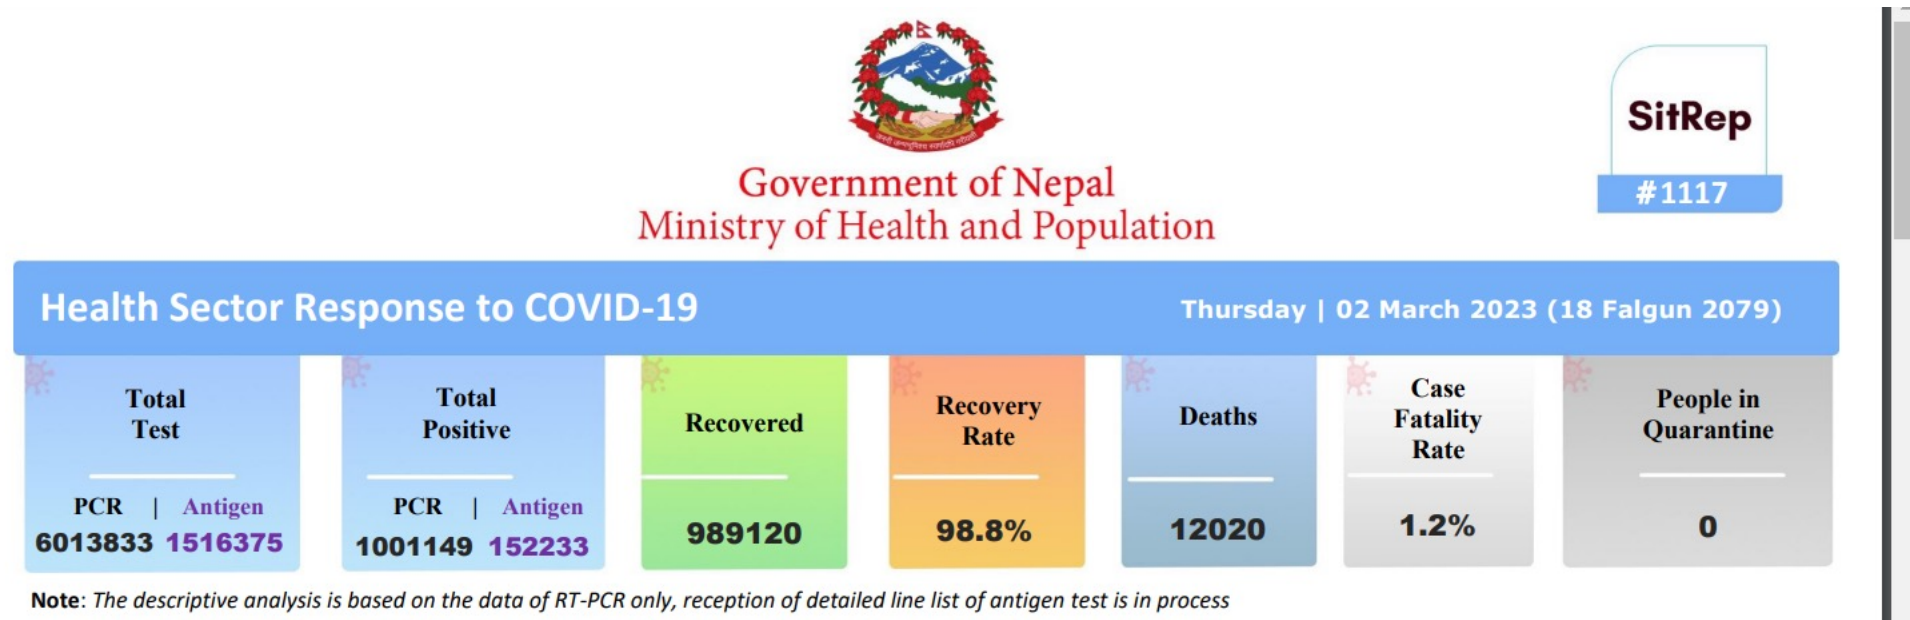 SitRep
#1117
Government of Nepal
Ministry of Health and Population
Health Sector Response to COVID-19
Thursday | 02 March 2023 (18 Falgun 2079)
Total
Test
PCR | Antigen
6013833 1516375
Total
Positive
PCR | Antigen
1001149 152233
Recovered
989120
Recovery
Rate
98.8%
Deaths
12020
Case
Fatality
Rate
1.2%
People in
Quarantine
0
Note: The descriptive analysis is based on the data of RT-PCR only, reception of detailed line list of antigen test is in process